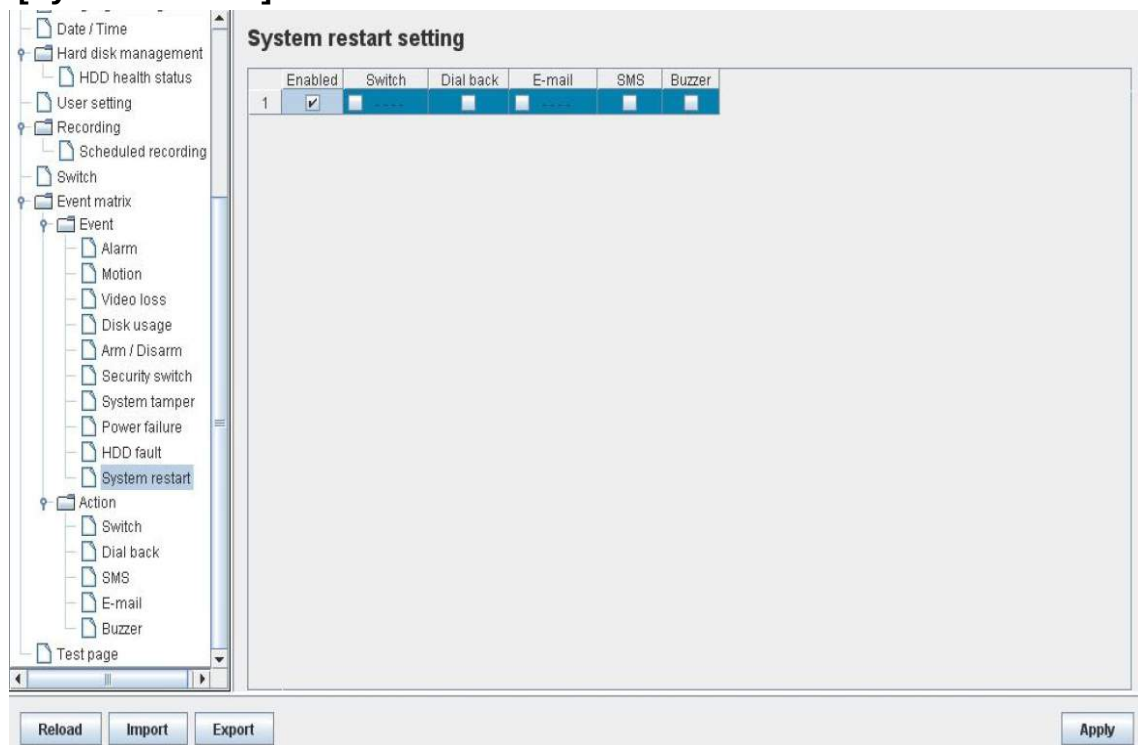 Date / Time
Hard disk management
HDD health status
User setting
Recording
Scheduled recording
Switch
Event matrix
Event
Alarm
Motion
Video loss
Disk usage
Arm / Disarm
Security switch
System tamper
Power failure
HDD fault
System restart
Action
Switch
Dial back
SMS
E-mail
Buzzer
Test page
System restart setting
Enabled Switch Dial back E-mail SMS Buzzer
1 ---- ----
Reload Import Export Apply